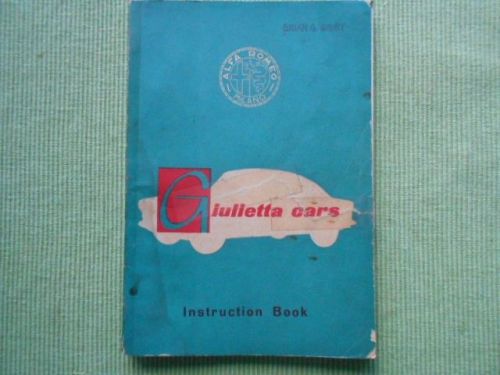 ALFA ROMEO
MILANO
Giulietta cars
Instruction Book